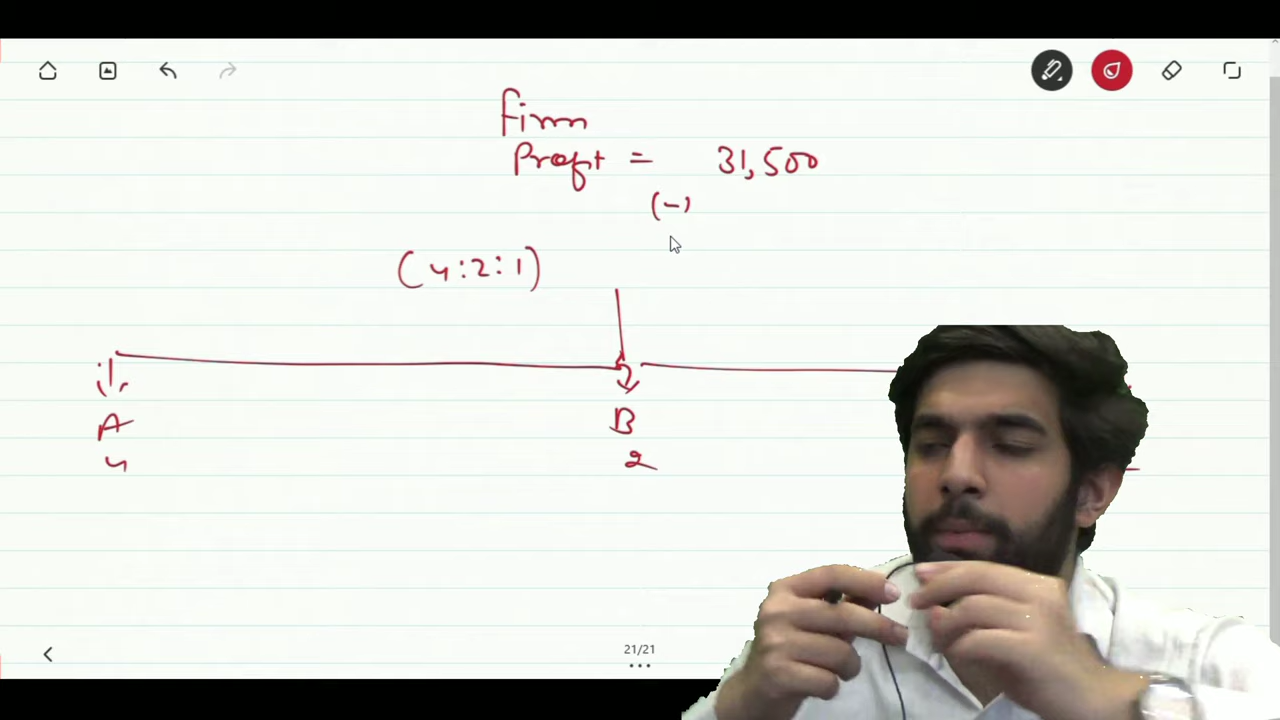 firm
Profit = 31,500
(-)
(4:2:1)
A
B
4
2
21/21